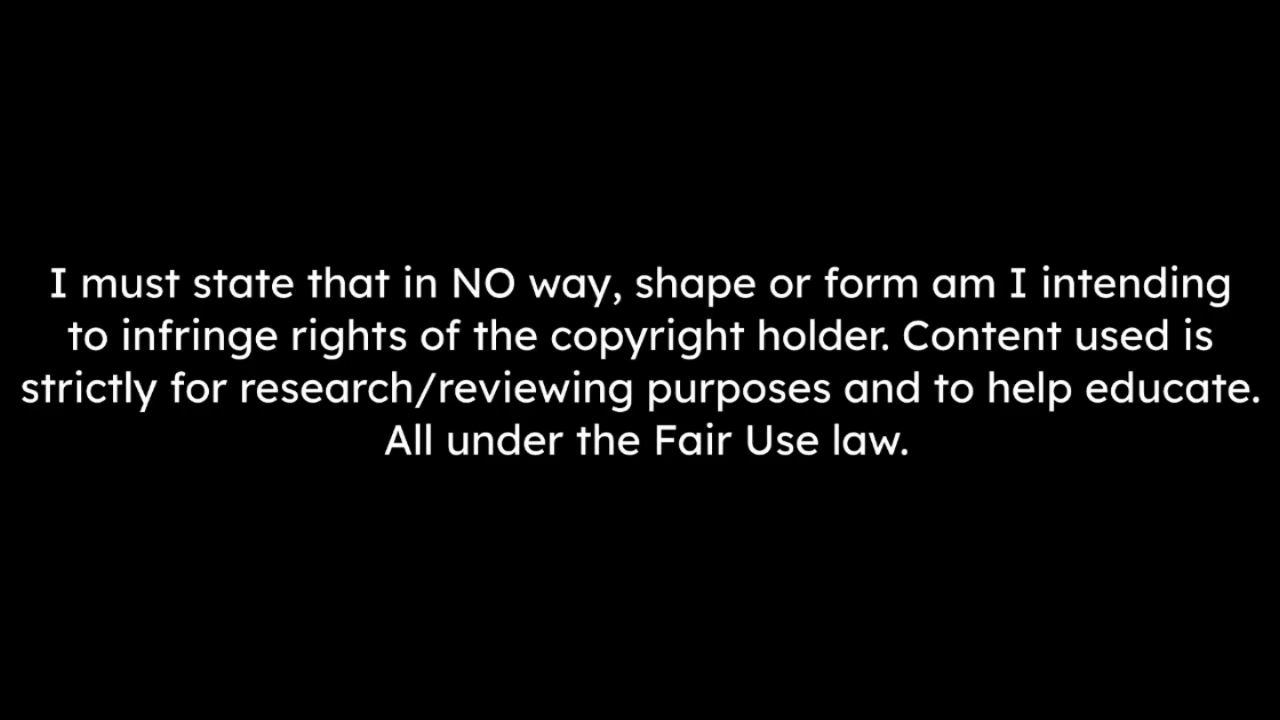 I must state that in NO way, shape or form am I intending
to infringe rights of the copyright holder. Content used is
strictly for research/reviewing purposes and to help educate.
All under the Fair Use law.